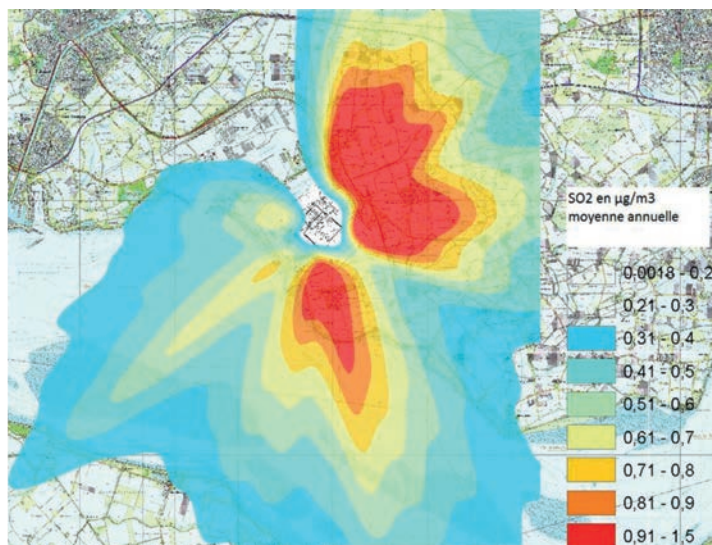 SO2 en µg/m3
moyenne annuelle
0,0018 - 0,2
0,21 - 0,3
0,31 - 0,4
0,41 - 0,5
0,51 - 0,6
0,61 - 0,7
0,71 - 0,8
0,81 - 0,9
0,91 - 1,5